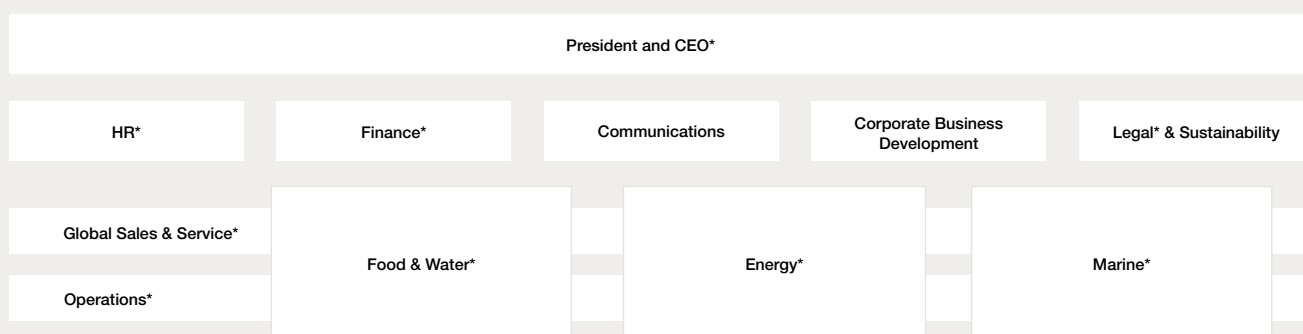 President and CEO*
HR*
Finance*
Communications
Corporate Business
Development
Legal* & Sustainability
Global Sales & Service*
Food & Water*
Energy*
Marine*
Operations*